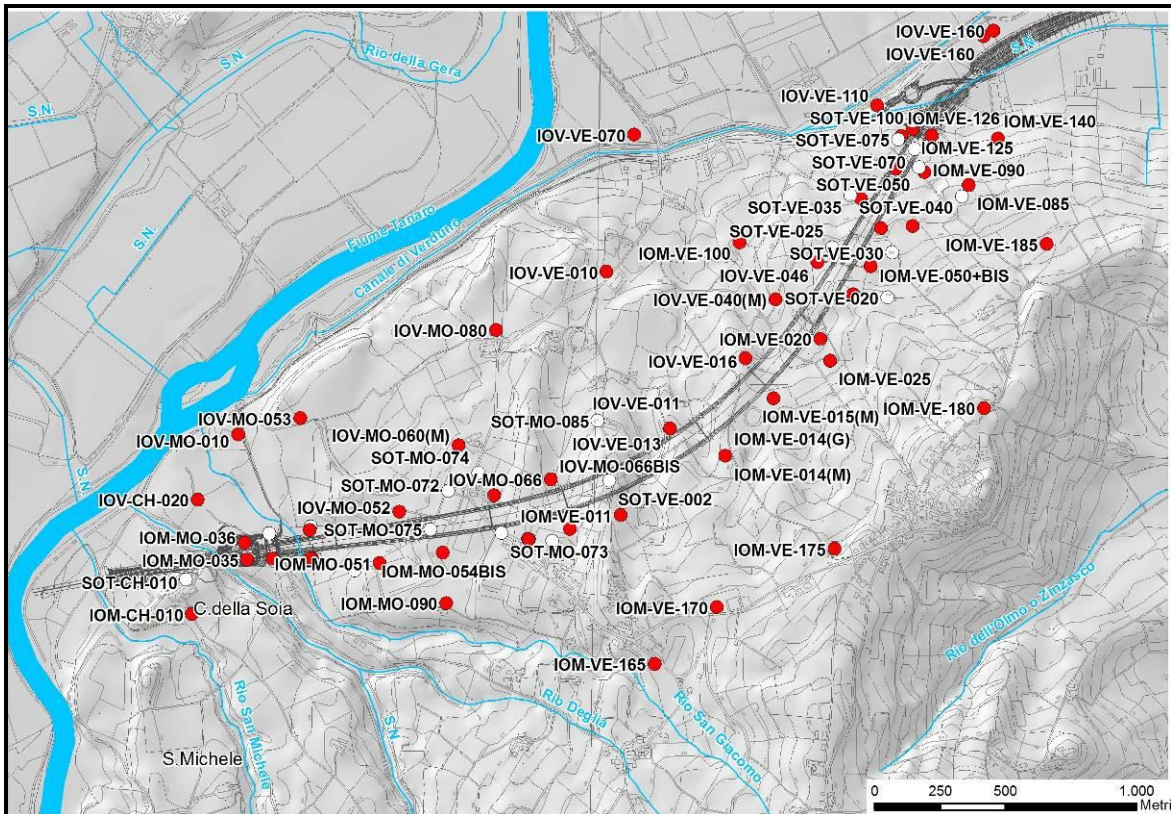 IOV-VE-160
S.N.
IOV-VE-160
S.N.
Rio della Gera
S.N.
IOV-VE-110
SOT-VE-100
IOM-VE-126
IOM-VE-140
IOV-VE-070
SOT-VE-075
IOM-VE-125
SOT-VE-070
IOM-VE-090
SOT-VE-050
SOT-VE-035
SOT-VE-040
IOM-VE-085
S.N.
Fiume Tanaro
SOT-VE-025
IOM-VE-185
IOM-VE-100
SOT-VE-030
Canale di Verduno
IOV-VE-010
IOV-VE-046
IOM-VE-050+BIS
IOV-VE-040(M)
SOT-VE-020
IOV-MO-080
IOM-VE-020
IOV-VE-016
IOM-VE-025
IOV-VE-011
IOM-VE-180
IOV-MO-053
SOT-MO-085
IOM-VE-015(M)
IOV-MO-010
IOV-MO-060(M)
IOV-VE-013
IOM-VE-014(G)
SOT-MO-074
IOV-MO-066BIS
IOM-VE-014(M)
S.N.
IOV-MO-066
SOT-MO-072
IOV-CH-020
SOT-VE-002
IOV-MO-052
SOT-MO-075
IOM-VE-011
IOM-MO-036
SOT-MO-073
IOM-VE-175
IOM-MO-035
IOM-MO-051
IOM-MO-054BIS
SOT-CH-010
IOM-MO-090
IOM-VE-170
IOM-CH-010
C.della Soia
Rio dell'Olmo o Zinzasco
IOM-VE-165
Rio San Michele
Rio Deglia
Rio San Giacomo
S.N
S.Michele
0 250 500 1.000
Metri